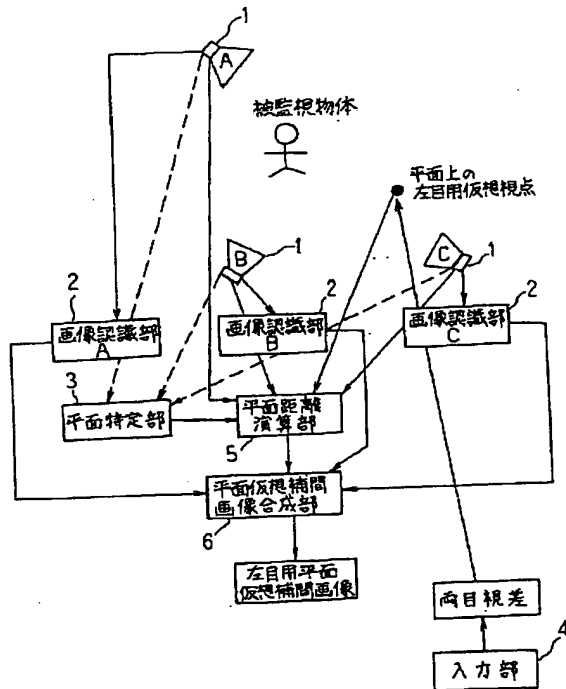 1
A
被監視物体
平面上の
左目用仮想視点
B
1
C
1
2
画像認識部
A
2
画像認識部
B
2
画像認識部
C
3
平面特定部
平面距離
演算部
5
平面仮想補間
画像合成部
6
左目用平面
仮想補間画像
両目視差
4
入力部